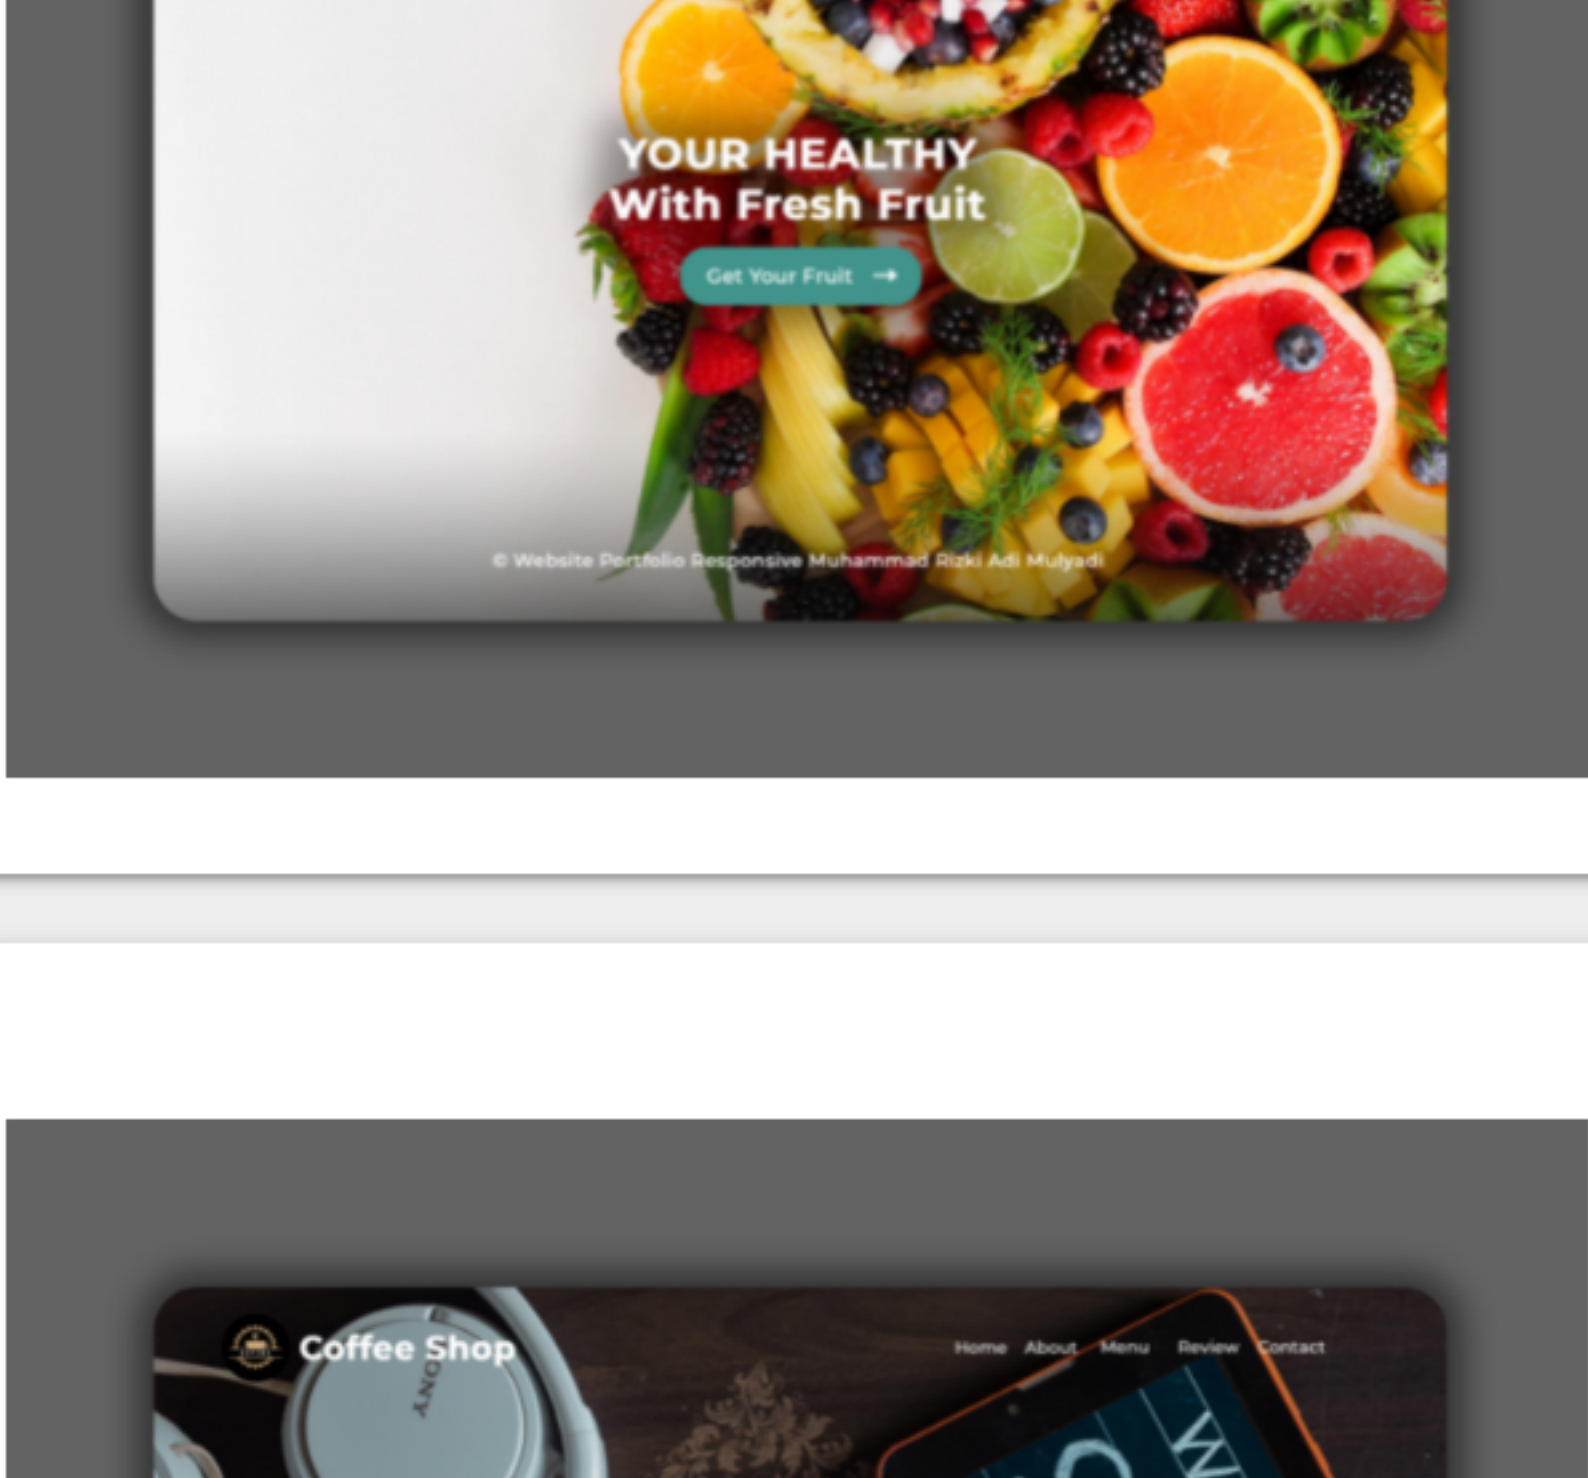 YOUR HEALTHY
With Fresh Fruit
Get Your Fruit →
© Website Portfolio Responsive Muhammad Rizki Adi Mulyadi
Coffee Shop
Home About Menu Review Contact
SONY
W